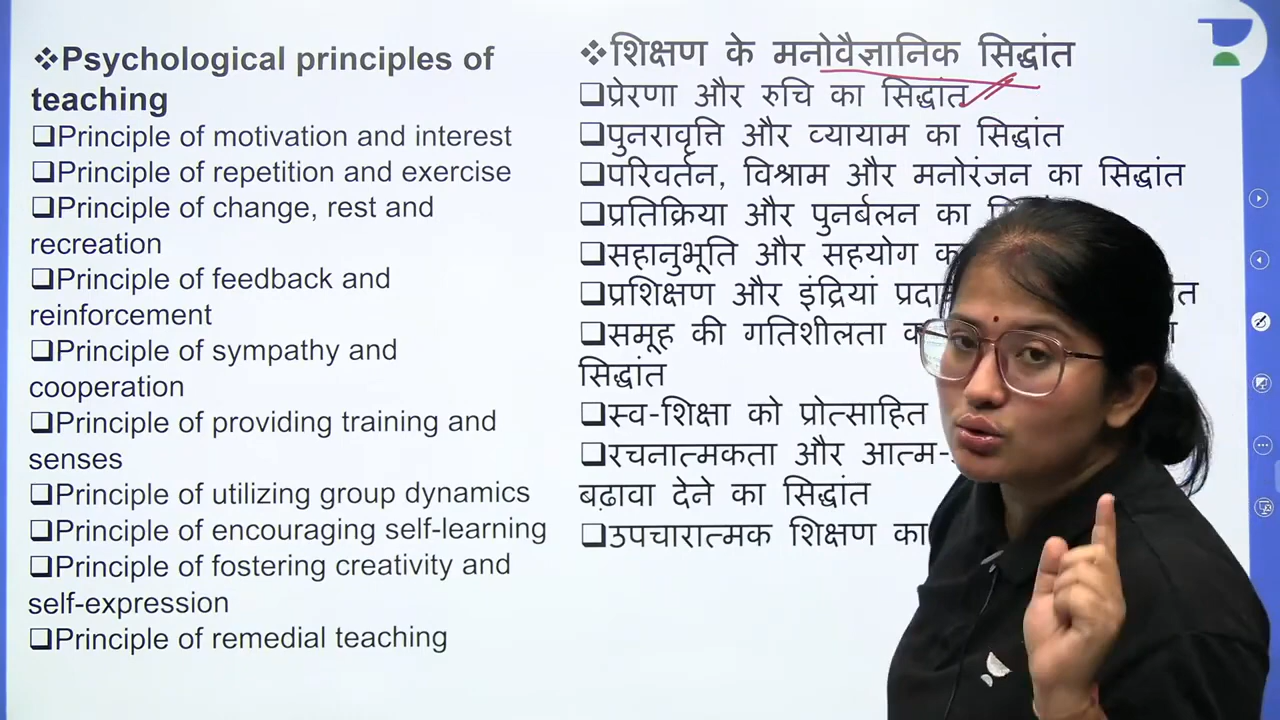 ❖Psychological principles of
teaching
❑Principle of motivation and interest
❑Principle of repetition and exercise
❑Principle of change, rest and
recreation
❑Principle of feedback and
reinforcement
❑Principle of sympathy and
cooperation
❑Principle of providing training and
senses
❑Principle of utilizing group dynamics
❑Principle of encouraging self-learning
❑Principle of fostering creativity and
self-expression
❑Principle of remedial teaching
❖शिक्षण के मनोवैज्ञानिक सिद्धांत
❑प्रेरणा और रुचि का सिद्धांत
❑पुनरावृत्ति और व्यायाम का सिद्धांत
❑परिवर्तन, विश्राम और मनोरंजन का सिद्धांत
❑प्रतिक्रिया और पुनर्बलन का
❑सहानुभूति और सहयोग
❑प्रशिक्षण और इंद्रियां
❑समूह की गतिशीलता
सिद्धांत
❑स्व-शिक्षा को प्रोत्साहित
❑रचनात्मकता और
बढ़ावा देने का सिद्धांत
❑उपचारात्मक शिक्षण का